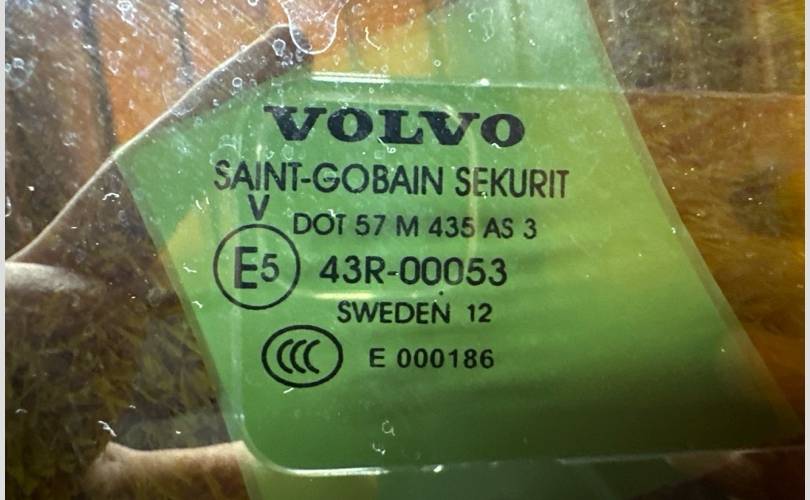 VOLVO
SAINT-GOBAIN SEKURIT
V
DOT 57 M 435 AS 3
E5 43R-00053
SWEDEN 12
CCC E 000186